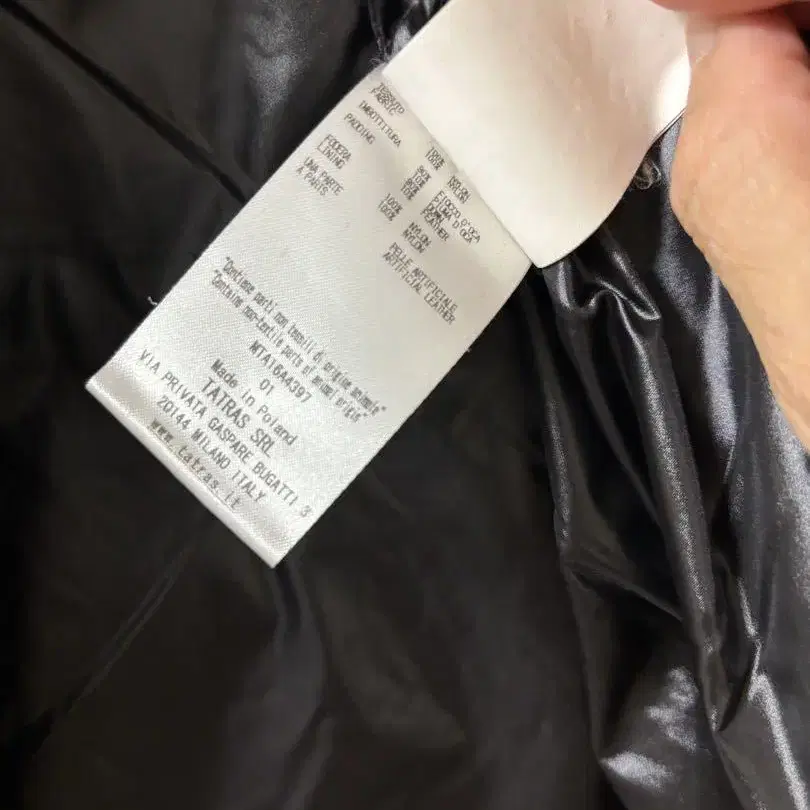 TESSUTO 100% NYLON
FABRIC 100% NYLON
IMBOTTITURA 90% FIOCCO D'OCA
10% PIUMA D'OCA
PADDING 90% DOWN
10% FEATHER
FODERA 100% NYLON
LINING 100% NYLON
UNA PARTE PELLE ARTIFICIALE
A PARTS ARTIFICIAL LEATHER
"Contiene parti non tessili di origine animale"
"Contains non-textile parts of animal origin"
MTA16A4397
01
Made in Poland
TATRAS SRL
VIA PRIVATA GASPARE BUGATTI 3
20144 MILANO ITALY
www.tatras.it